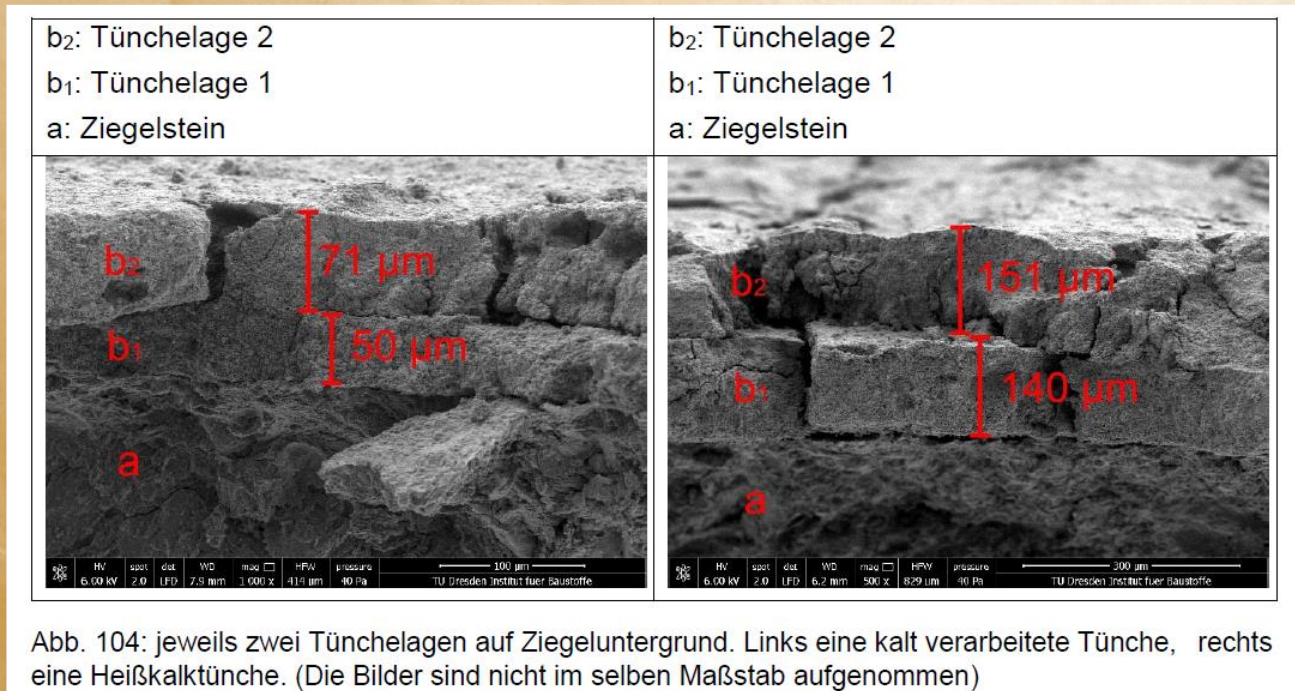 b₂: Tünchelage 2
b₁: Tünchelage 1
a: Ziegelstein
b₂: Tünchelage 2
b₁: Tünchelage 1
a: Ziegelstein
b₂
71 µm
b₁
50 µm
a
HV spot det WD mag □ HFW pressure 100 µm
6.00 kV 2.0 LFD 7.9 mm 1 000 x 414 µm 40 Pa TU Dresden Institut fuer Baustoffe
b₂
151 µm
b₁
140 µm
a
HV spot det WD mag □ HFW pressure 300 µm
6.00 kV 2.0 LFD 6.2 mm 500 x 829 µm 40 Pa TU Dresden Institut fuer Baustoffe
Abb. 104: jeweils zwei Tünchelagen auf Ziegeluntergrund. Links eine kalt verarbeitete Tünche, rechts
eine Heißkalktünche. (Die Bilder sind nicht im selben Maßstab aufgenommen)